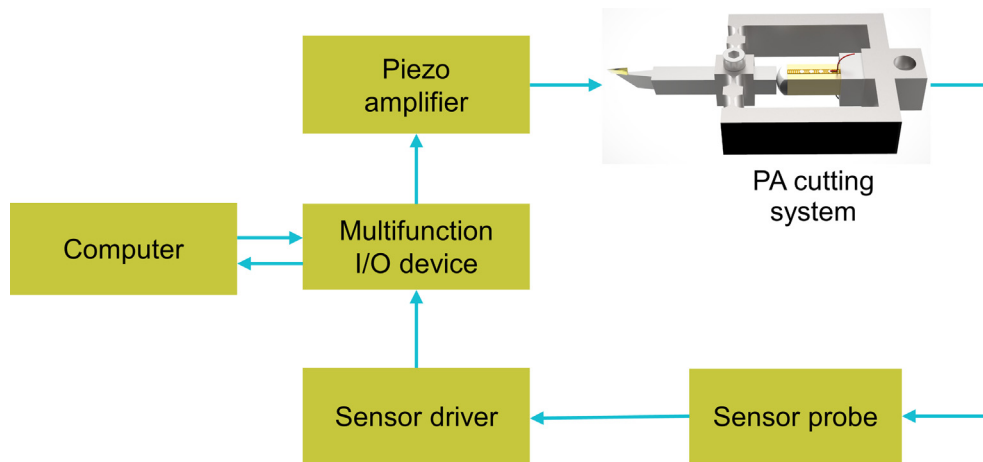 Piezo
amplifier
PA cutting
system
Computer
Multifunction
I/O device
Sensor driver
Sensor probe